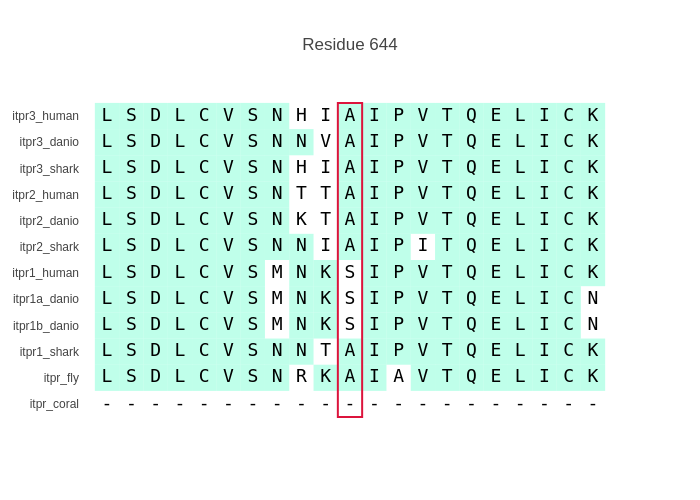 Residue 644
itpr3_human L S D L C V S N H I A I P V T Q E L I C K
itpr3_danio L S D L C V S N N V A I P V T Q E L I C K
itpr3_shark L S D L C V S N H I A I P V T Q E L I C K
itpr2_human L S D L C V S N T T A I P V T Q E L I C K
itpr2_danio L S D L C V S N K T A I P V T Q E L I C K
itpr2_shark L S D L C V S N N I A I P I T Q E L I C K
itpr1_human L S D L C V S M N K S I P V T Q E L I C K
itpr1a_danio L S D L C V S M N K S I P V T Q E L I C N
itpr1b_danio L S D L C V S M N K S I P V T Q E L I C N
itpr1_shark L S D L C V S N N T A I P V T Q E L I C K
itpr_fly L S D L C V S N R K A I A V T Q E L I C K
itpr_coral - - - - - - - - - - - - - - - - - - - - -